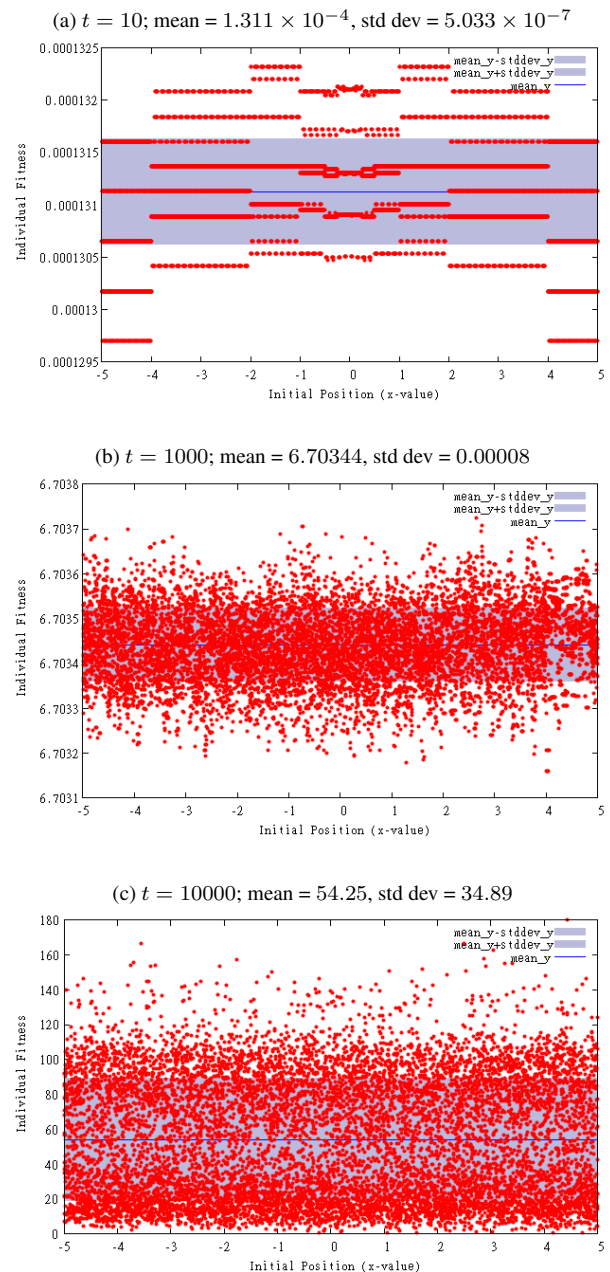 (a) t = 10; mean = 1.311 × 10⁻⁴, std dev = 5.033 × 10⁻⁷
0.0001325
mean_y-stddev_y
mean_y+stddev_y
mean_y
0.000132
0.0001315
0.000131
0.0001305
0.00013
0.0001295
Individual Fitness
-5 -4 -3 -2 -1 0 1 2 3 4 5
Initial Position (x-value)
(b) t = 1000; mean = 6.70344, std dev = 0.00008
6.7038
mean_y-stddev_y
mean_y+stddev_y
mean_y
6.7037
6.7036
6.7035
6.7034
6.7033
6.7032
6.7031
Individual Fitness
-5 -4 -3 -2 -1 0 1 2 3 4 5
Initial Position (x-value)
(c) t = 10000; mean = 54.25, std dev = 34.89
180
mean_y-stddev_y
mean_y+stddev_y
mean_y
160
140
120
100
80
60
40
20
0
Individual Fitness
-5 -4 -3 -2 -1 0 1 2 3 4 5
Initial Position (x-value)